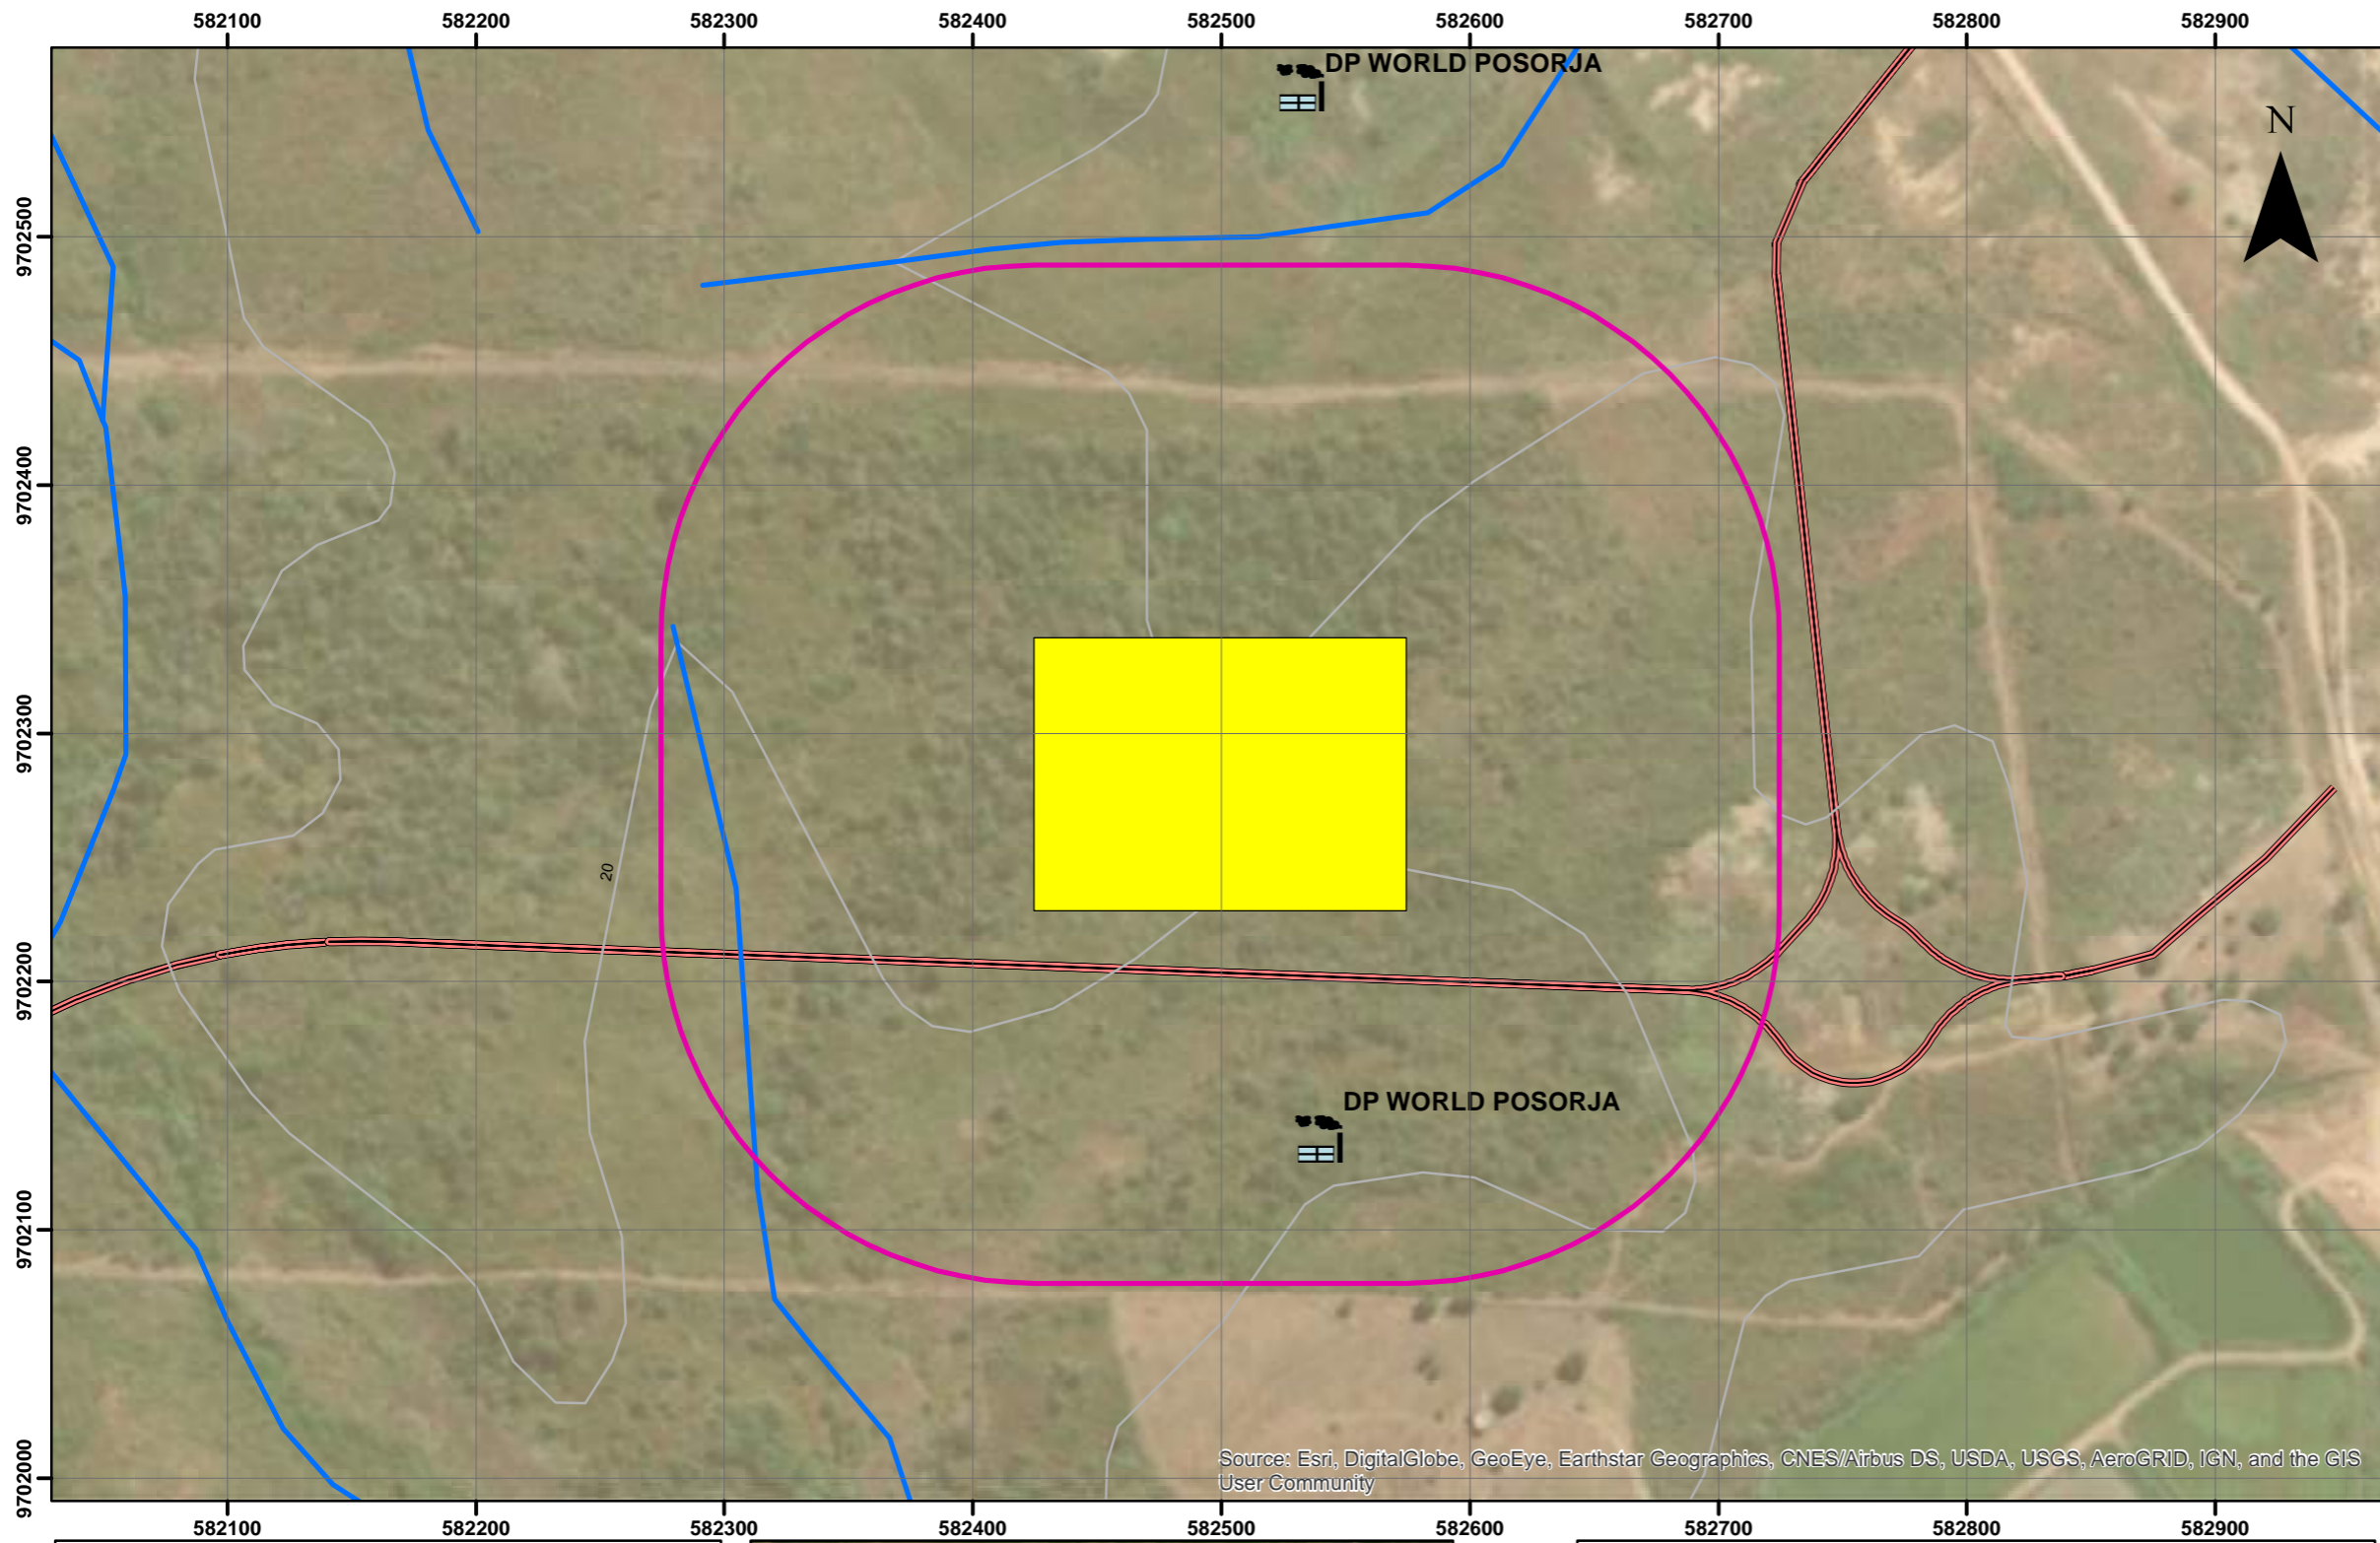 582100 582200 582300 582400 582500 582600 582700 582800 582900
DP WORLD POSORJA
N
9702500
9702400
9702300
20
9702200
DP WORLD POSORJA
9702100
9702000
Source: Esri, DigitalGlobe, GeoEye, Earthstar Geographics, CNES/Airbus DS, USDA, USGS, AeroGRID, IGN, and the GIS
User Community
582100 582200 582300 582400 582500 582600 582700 582800 582900